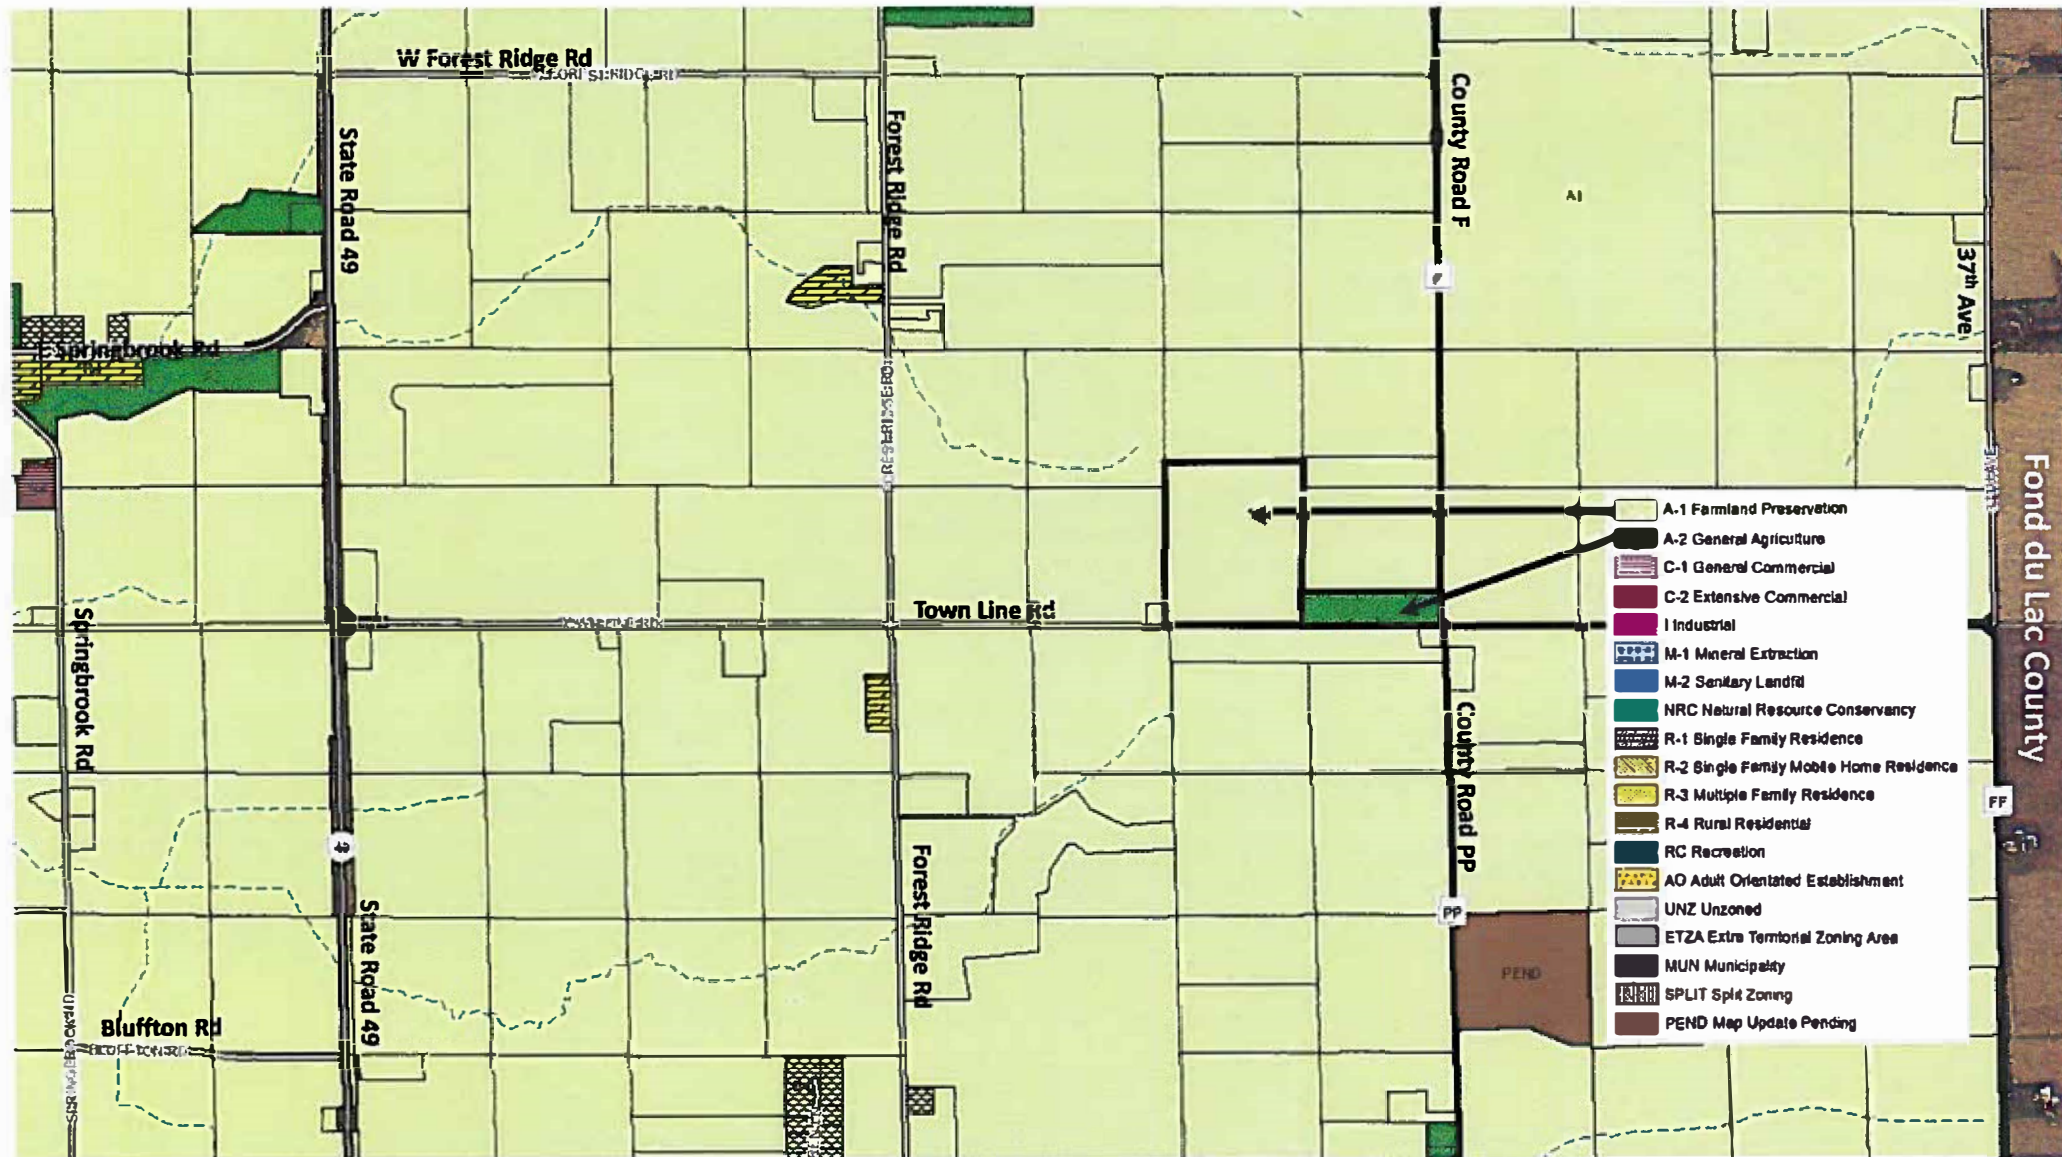 W Forest Ridge Rd
State Road 49
Forest Ridge Rd
County Road F
A1
37th Ave
Springbrook Rd
Fond du Lac County
A-1 Farmland Preservation
A-2 General Agriculture
C-1 General Commercial
C-2 Extensive Commercial
I Industrial
M-1 Mineral Extraction
M-2 Sanitary Landfill
NRC Natural Resource Conservancy
R-1 Single Family Residence
R-2 Single Family Mobile Home Residence
R-3 Multiple Family Residence
R-4 Rural Residential
RC Recreation
AO Adult Orientated Establishment
UNZ Unzoned
ETZA Extra Territorial Zoning Area
MUN Municipality
SPLIT Split Zoning
PEND Map Update Pending
Town Line Rd
Springbrook Rd
County Road PP
FF
PP
PEND
State Road 49
Forest Ridge Rd
Bluffton Rd
BLUFFTON RD